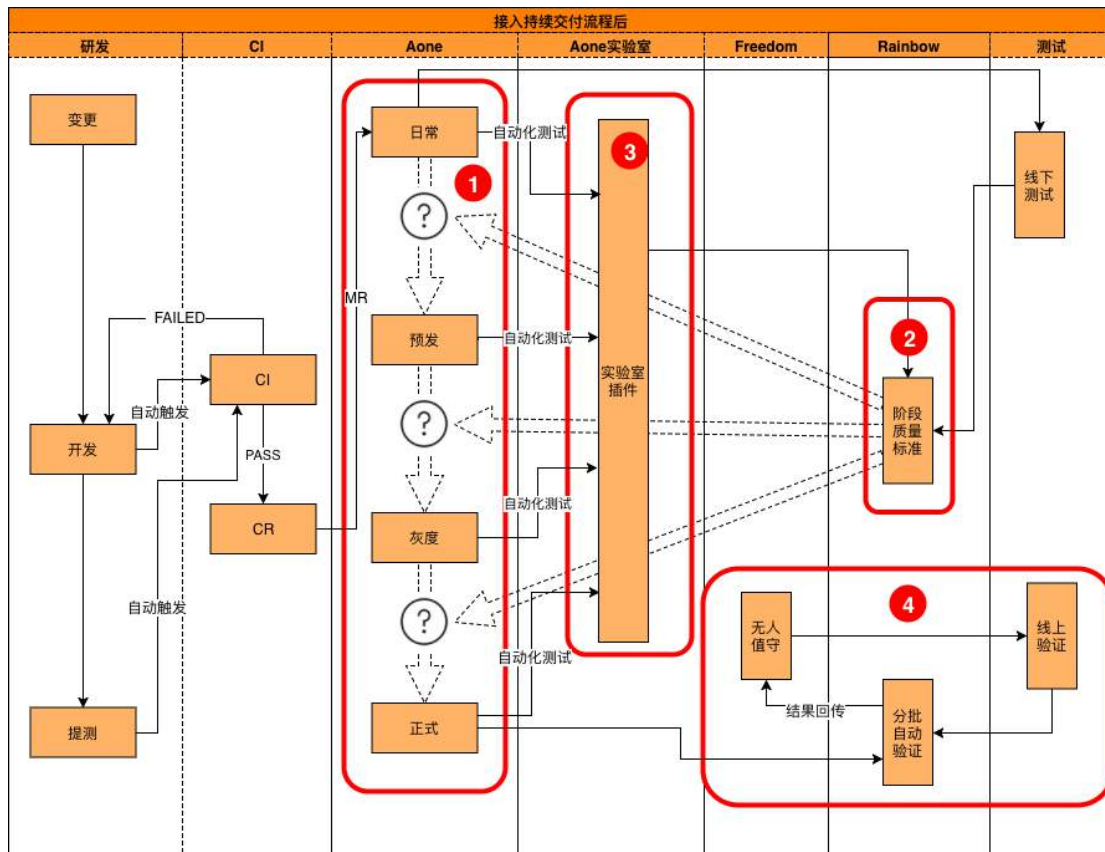 接入持续交付流程后
研发
CI
Aone
Aone实验室
Freedom
Rainbow
测试
变更
日常
自动化测试
3
1
线下
测试
?
MR
FAILED
预发
自动化测试
2
CI
实验室
插件
自动触发
阶段
质量
标准
?
开发
PASS
自动化测试
CR
灰度
自动触发
4
无人
值守
线上
验证
?
自动化测试
结果回传
分批
自动
验证
提测
正式